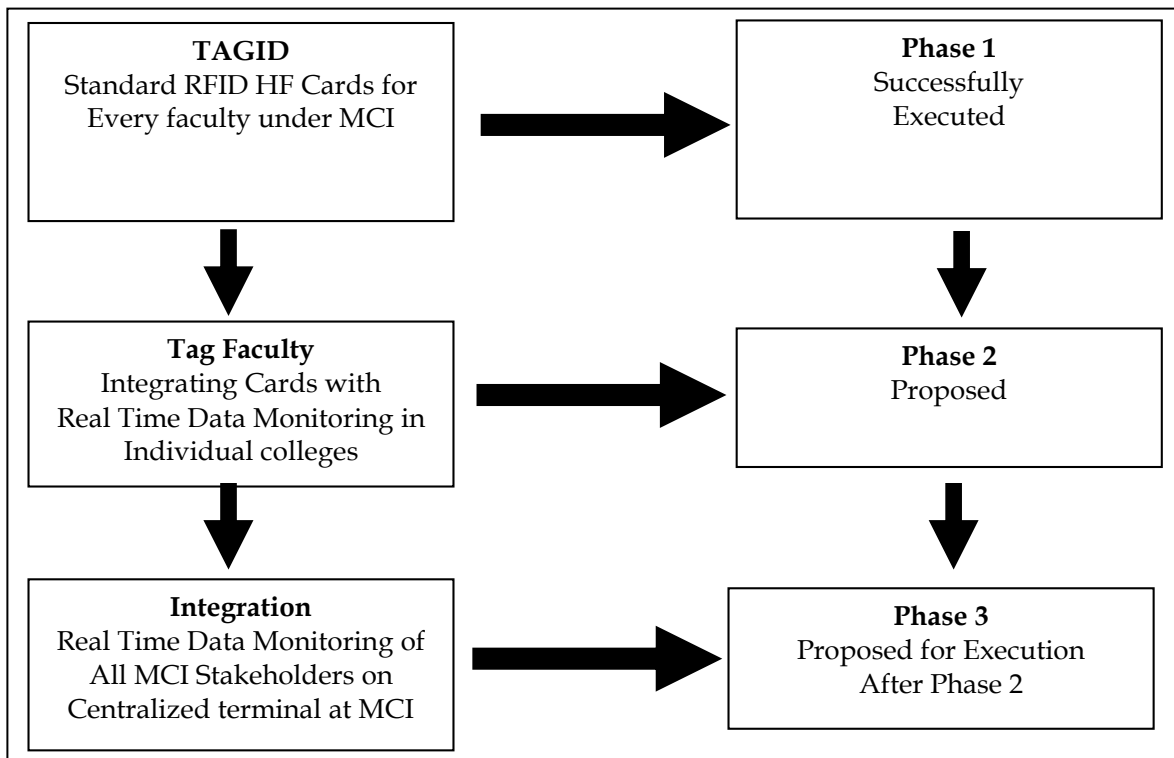 TAGID
Standard RFID HF Cards for
Every faculty under MCI
Phase 1
Successfully
Executed
Tag Faculty
Integrating Cards with
Real Time Data Monitoring in
Individual colleges
Phase 2
Proposed
Integration
Real Time Data Monitoring of
All MCI Stakeholders on
Centralized terminal at MCI
Phase 3
Proposed for Execution
After Phase 2